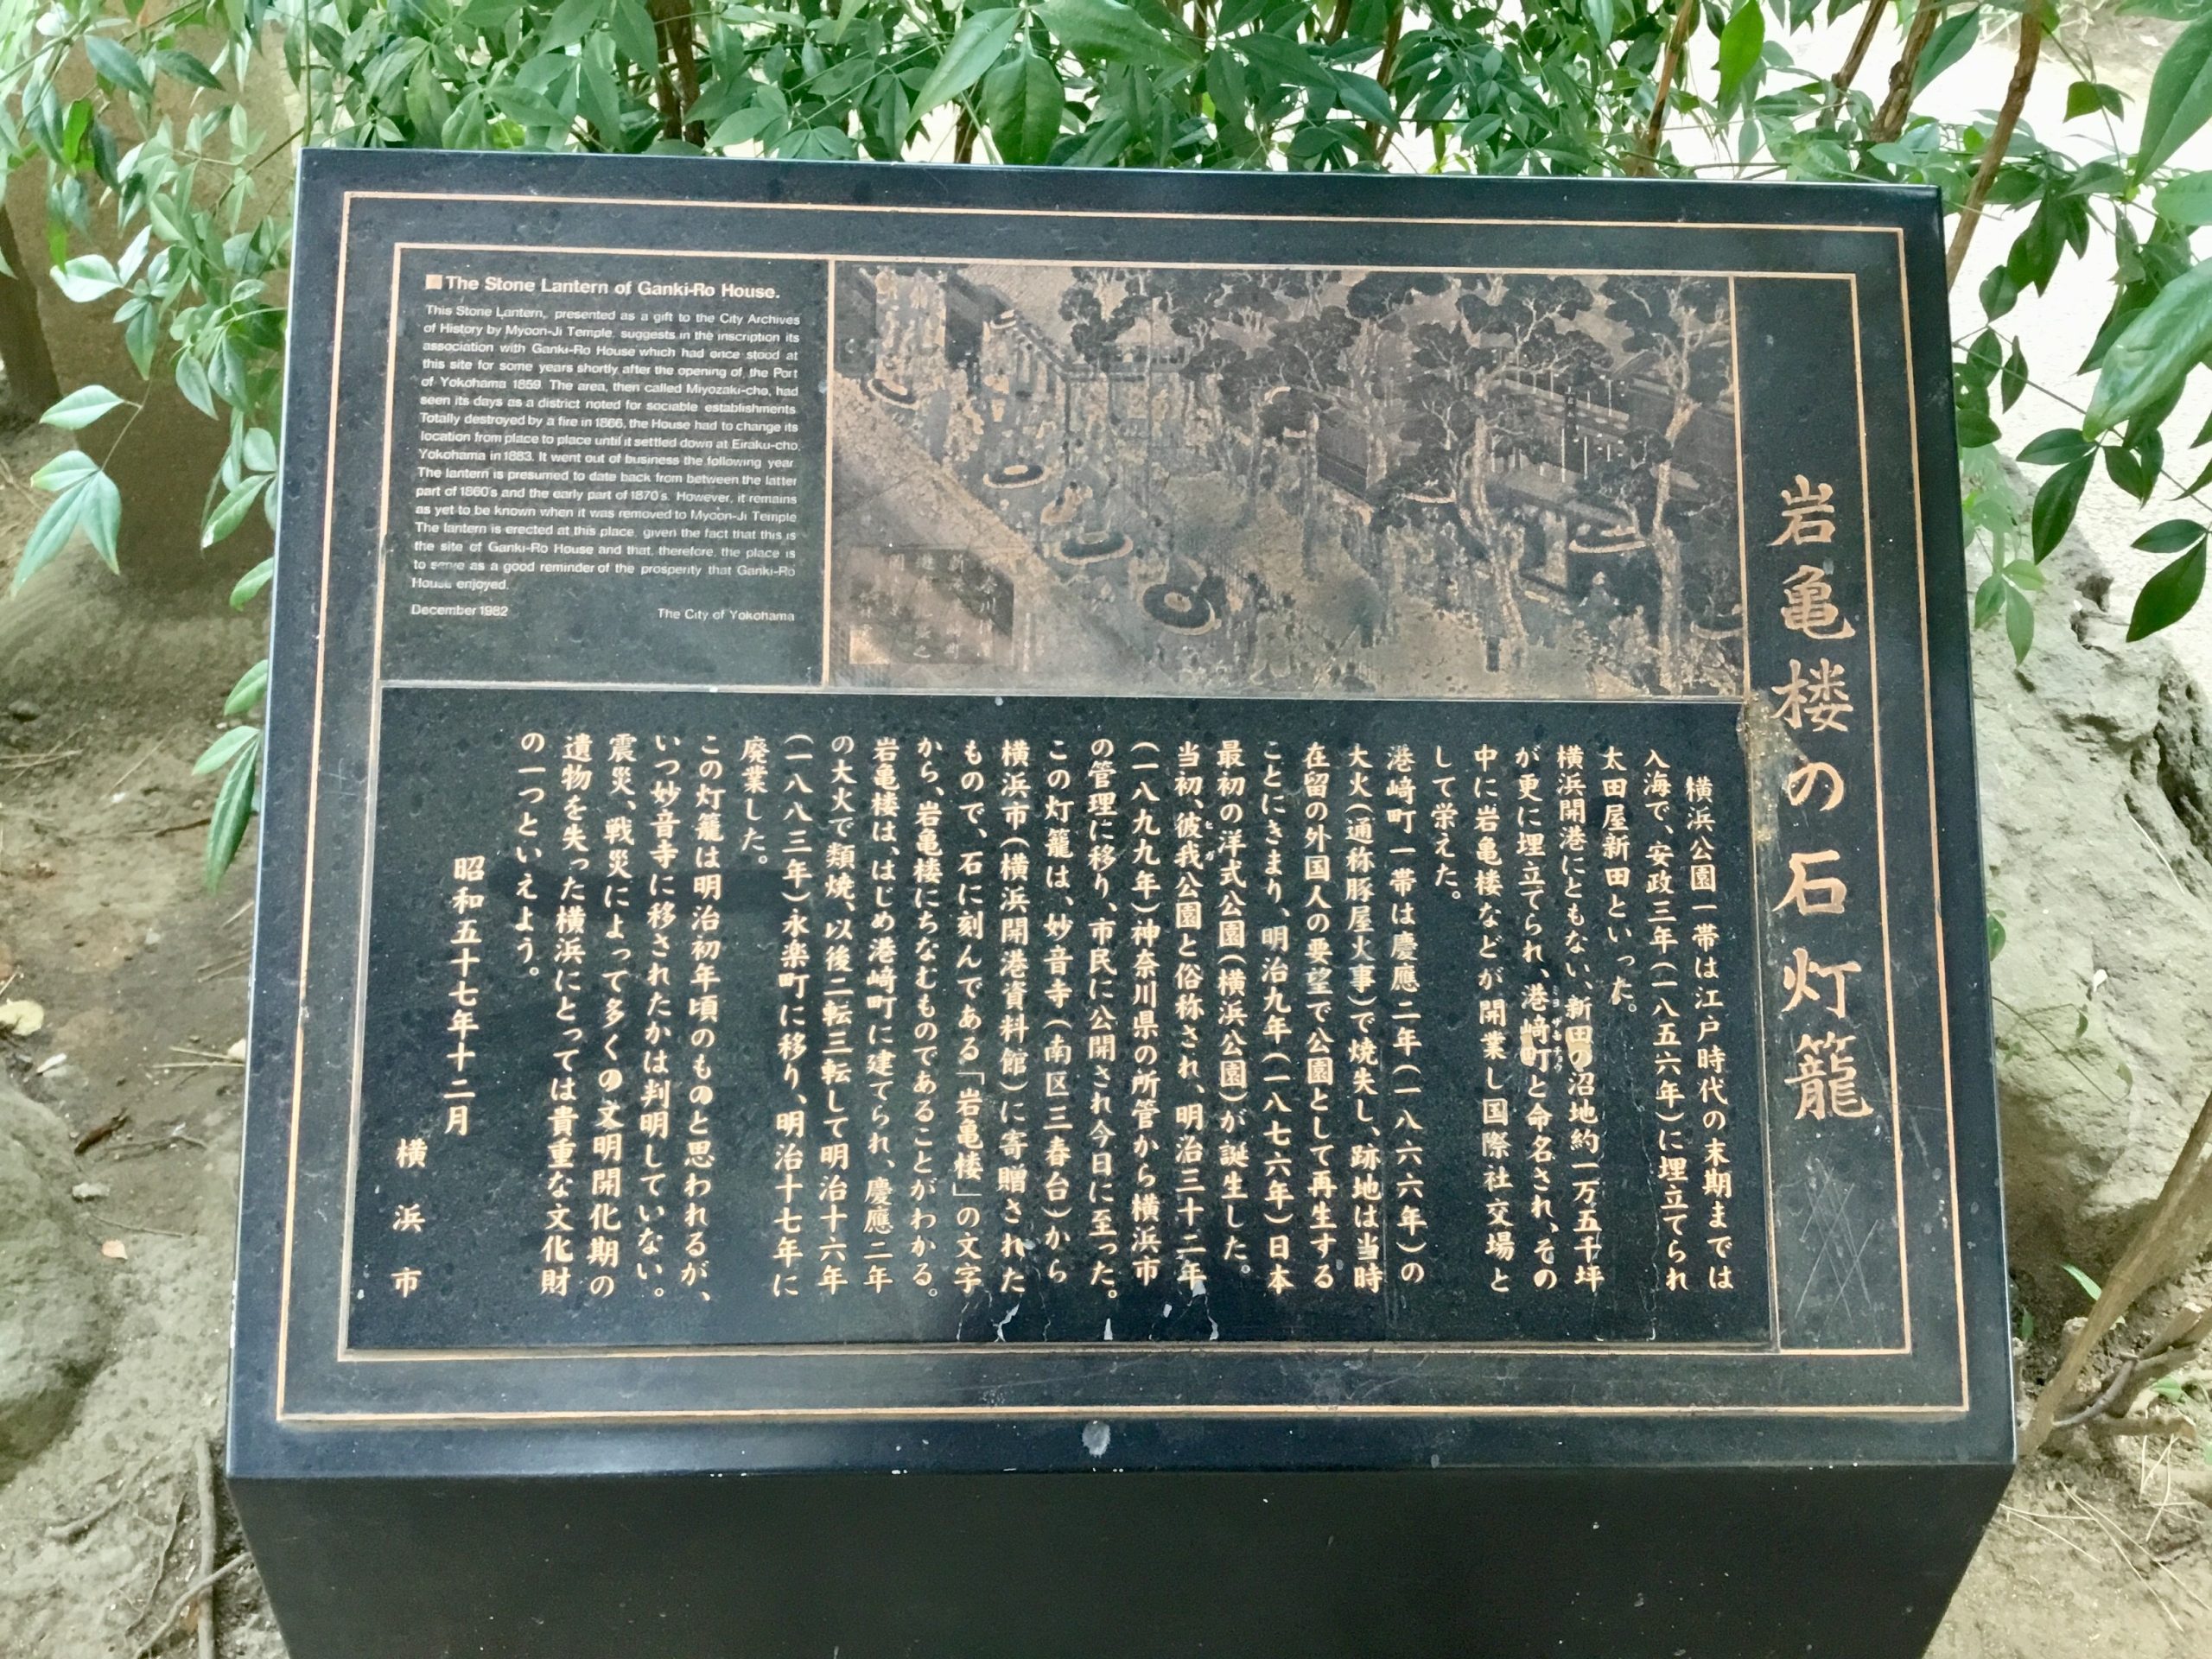 岩亀楼の石灯籠
■The Stone Lantern of Ganki-Ro House.
This Stone Lantern, presented as a gift to the City Archives
of History by Myoon-Ji Temple, suggests in the inscription its
association with Ganki-Ro House which had once stood at
this site for some years shortly after the opening of the Port
of Yokohama 1859. The area, then called Miyozaki-cho, had
seen its days as a district noted for sociable establishments.
Totally destroyed by a fire in 1866, the House had to change its
location from place to place until it settled down at Eiraku-cho,
Yokohama in 1883. It went out of business the following year.
The lantern is presumed to date back from between the latter
part of 1860's and the early part of 1870's. However, it remains
as yet to be known when it was removed to Myoon-Ji Temple
The lantern is erected at this place, given the fact that this is
the site of Ganki-Ro House and that, therefore, the place is
to serve as a good reminder of the prosperity that Ganki-Ro
House enjoyed.
December 1982
The City of Yokohama
横浜公園一帯は江戸時代の末期までは
入海で、安政三年(一八五六年)に埋立てられ
太田屋新田といった。
横浜開港にともない、新田の沼地約一万五千坪
が更に埋立てられ、港崎町と命名され、その
中に岩亀楼などが開業し国際社交場と
して栄えた。
港崎町一帯は慶應二年(一八六六年)の
大火(通称豚屋火事)で焼失し、跡地は当時
在留の外国人の要望で公園として再生する
ことにきまり、明治九年(一八七六年)日本
最初の洋式公園(横浜公園)が誕生した。
当初、彼我公園と俗称され、明治三十二年
(一八九九年)神奈川県の所管から横浜市
の管理に移り、市民に公開され今日に至った。
この灯籠は、妙音寺(南区三春台)から
横浜市(横浜開港資料館)に寄贈された
もので、石に刻んである「岩亀楼」の文字
から、岩亀楼にちなむものであることがわかる。
岩亀楼は、はじめ港崎町に建てられ、慶應二年
の大火で類焼、以後二転三転して明治十六年
(一八八三年)永楽町に移り、明治十七年に
廃業した。
この灯籠は明治初年頃のものと思われるが、
いつ妙音寺に移されたかは判明していない。
震災、戦災によって多くの文明開化期の
遺物を失った横浜にとっては貴重な文化財
の一つといえよう。
昭和五十七年十二月
横浜市